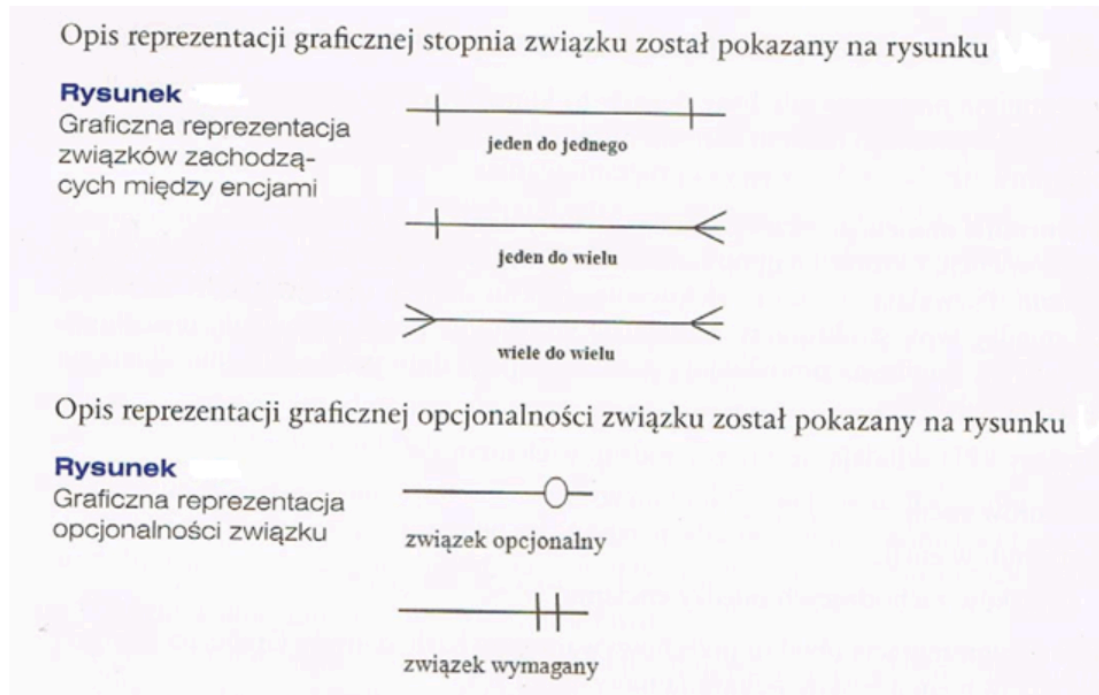 Opis reprezentacji graficznej stopnia związku został pokazany na rysunku
Rysunek
Graficzna reprezentacja
związków zachodzą-
cych między encjami
jeden do jednego
jeden do wielu
wiele do wielu
Opis reprezentacji graficznej opcjonalności związku został pokazany na rysunku
Rysunek
Graficzna reprezentacja
opcjonalności związku
związek opcjonalny
związek wymagany